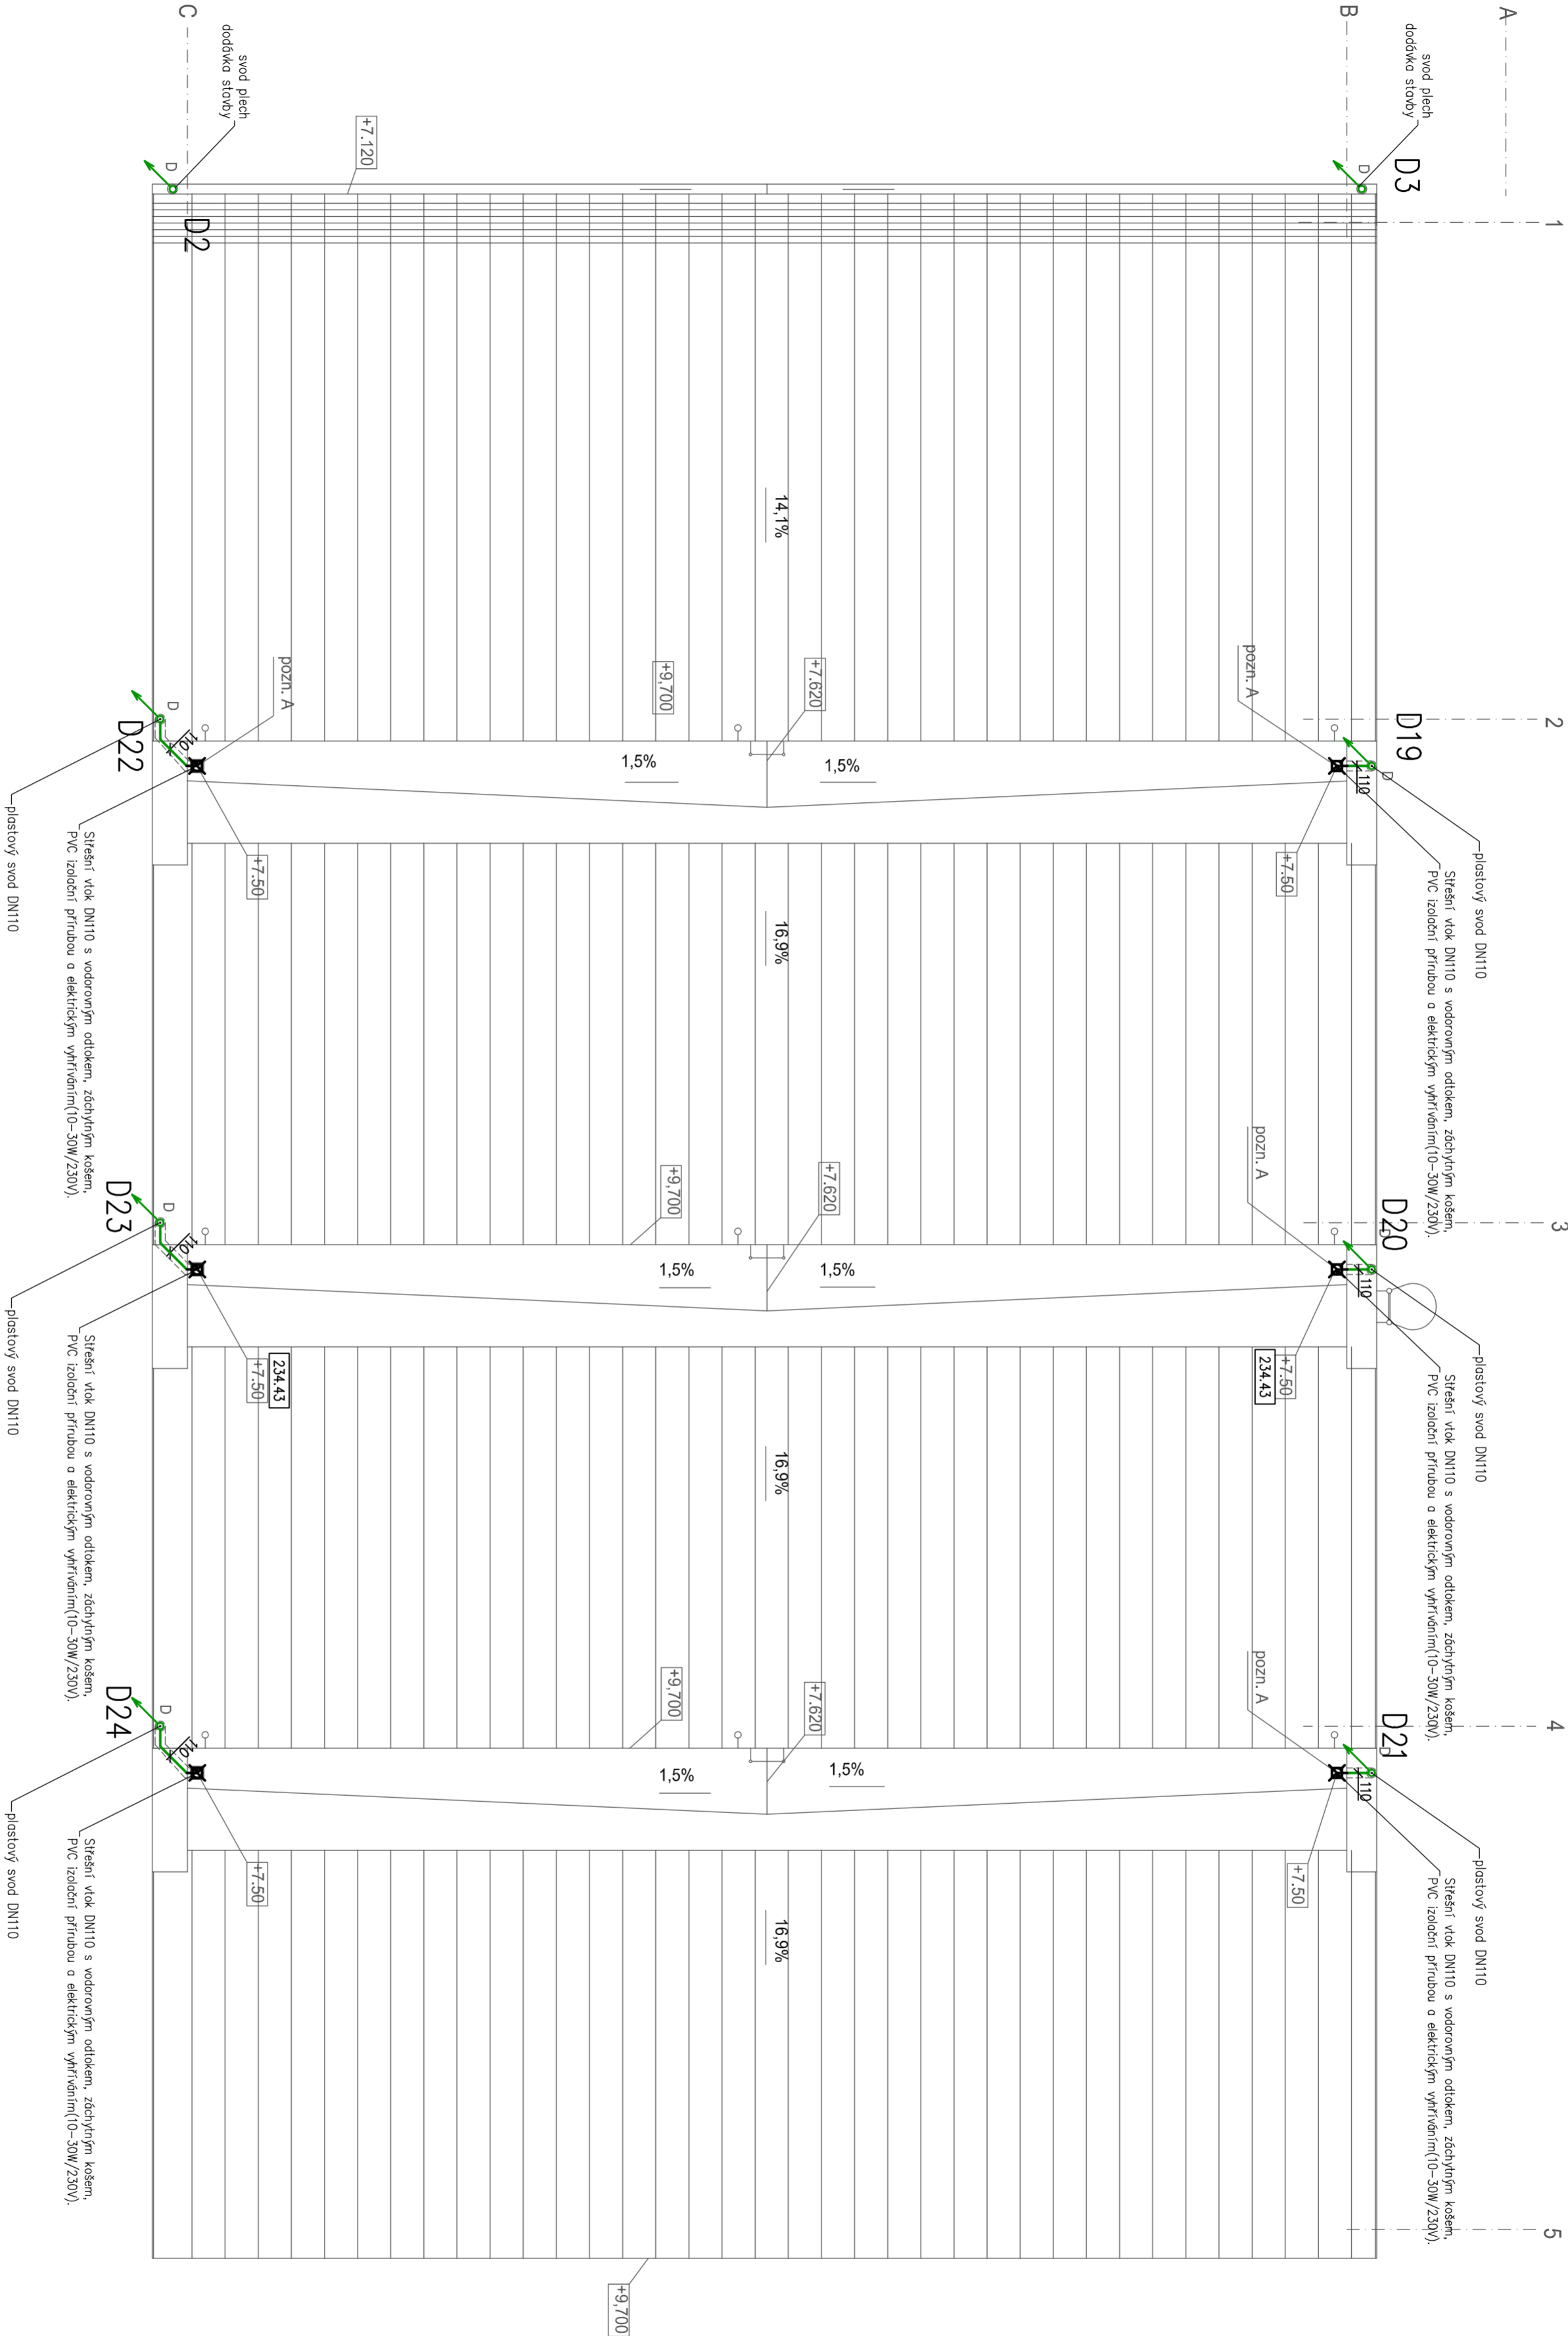 A
B
C
1
2
3
4
5
svod plech
dodávka stavby
D3
D
svod plech
dodávka stavby
D
D2
+7.120
14,1%
pozn. A
+9,700
+7.620
pozn. A
D19
D
110
plastový svod DN110
Střešní vtok DN110 s vodorovným odtokem, záchytným košem,
PVC izolační přírubou a elektrickým vyhříváním(10-30W/230V).
+7.50
1,5%
1,5%
D
D22
110
+7.50
Střešní vtok DN110 s vodorovným odtokem, záchytným košem,
PVC izolační přírubou a elektrickým vyhříváním(10-30W/230V).
plastový svod DN110
16,9%
pozn. A
+9,700
+7.620
D20
D
110
plastový svod DN110
Střešní vtok DN110 s vodorovným odtokem, záchytným košem,
PVC izolační přírubou a elektrickým vyhříváním(10-30W/230V).
+7.50
234.43
1,5%
1,5%
D
D23
110
234.43
+7.50
Střešní vtok DN110 s vodorovným odtokem, záchytným košem,
PVC izolační přírubou a elektrickým vyhříváním(10-30W/230V).
plastový svod DN110
16,9%
pozn. A
+9,700
+7.620
D21
D
110
plastový svod DN110
Střešní vtok DN110 s vodorovným odtokem, záchytným košem,
PVC izolační přírubou a elektrickým vyhříváním(10-30W/230V).
+7.50
1,5%
1,5%
D
D24
110
+7.50
Střešní vtok DN110 s vodorovným odtokem, záchytným košem,
PVC izolační přírubou a elektrickým vyhříváním(10-30W/230V).
plastový svod DN110
16,9%
+9,700